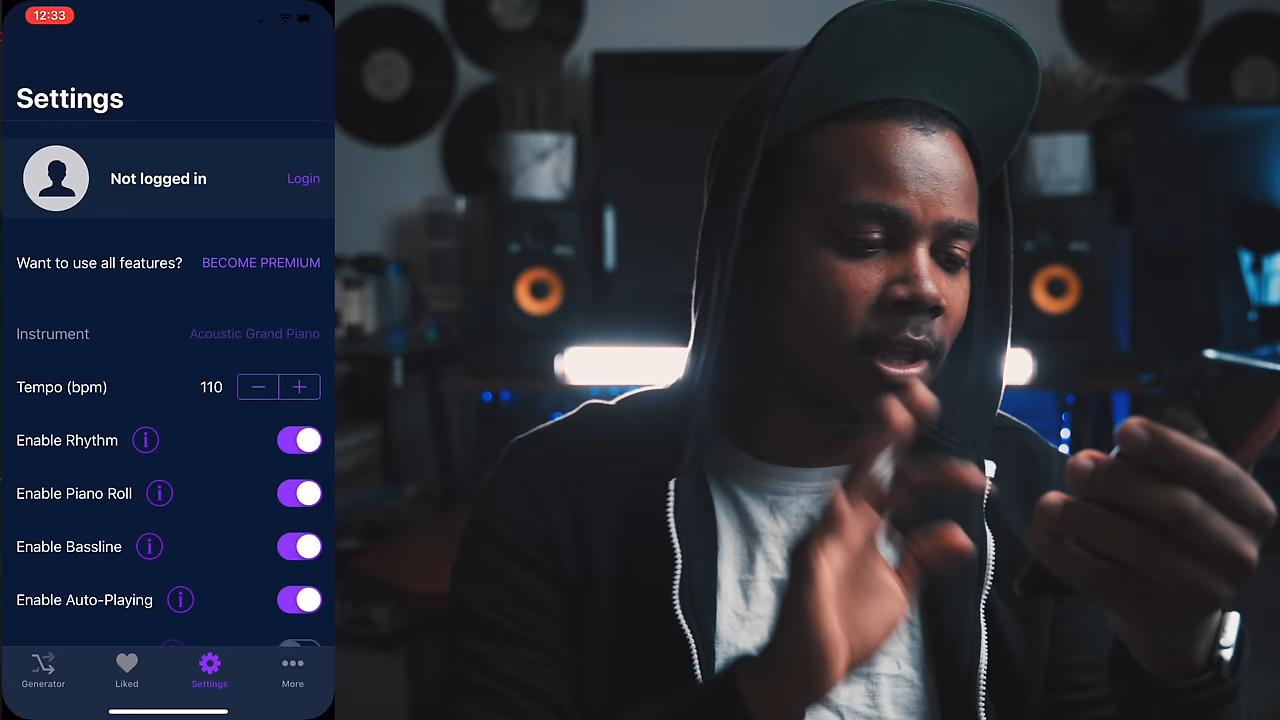 12:33
Settings
Not logged in
Login
Want to use all features? BECOME PREMIUM
Instrument Acoustic Grand Piano
Tempo (bpm) 110 − +
Enable Rhythm i
Enable Piano Roll i
Enable Bassline i
Enable Auto-Playing i
Generator Liked Settings More